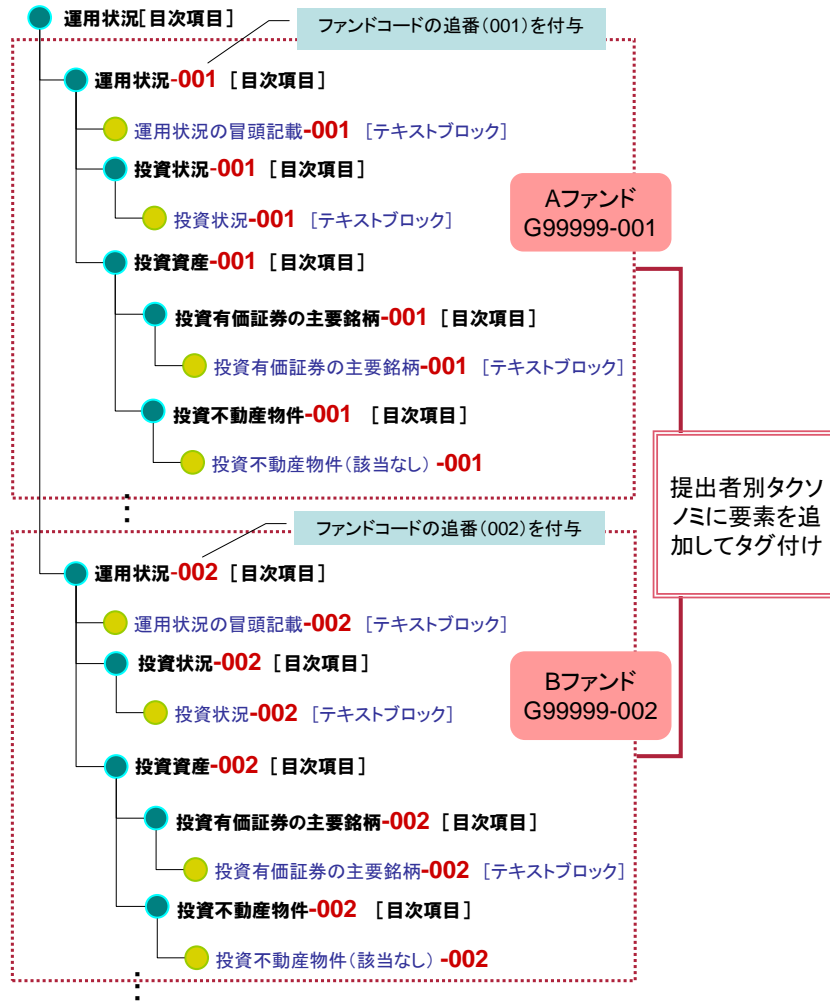 運用状況[目次項目]
ファンドコードの追番(001)を付与
運用状況-001 [目次項目]
運用状況の冒頭記載-001 [テキストブロック]
投資状況-001 [目次項目]
投資状況-001 [テキストブロック]
Aファンド
G99999-001
投資資産-001 [目次項目]
投資有価証券の主要銘柄-001 [目次項目]
投資有価証券の主要銘柄-001 [テキストブロック]
投資不動産物件-001 [目次項目]
投資不動産物件(該当なし) -001
提出者別タクソ
ノミに要素を追
加してタグ付け
ファンドコードの追番(002)を付与
運用状況-002 [目次項目]
運用状況の冒頭記載-002 [テキストブロック]
投資状況-002 [目次項目]
投資状況-002 [テキストブロック]
Bファンド
G99999-002
投資資産-002 [目次項目]
投資有価証券の主要銘柄-002 [目次項目]
投資有価証券の主要銘柄-002 [テキストブロック]
投資不動産物件-002 [目次項目]
投資不動産物件(該当なし) -002